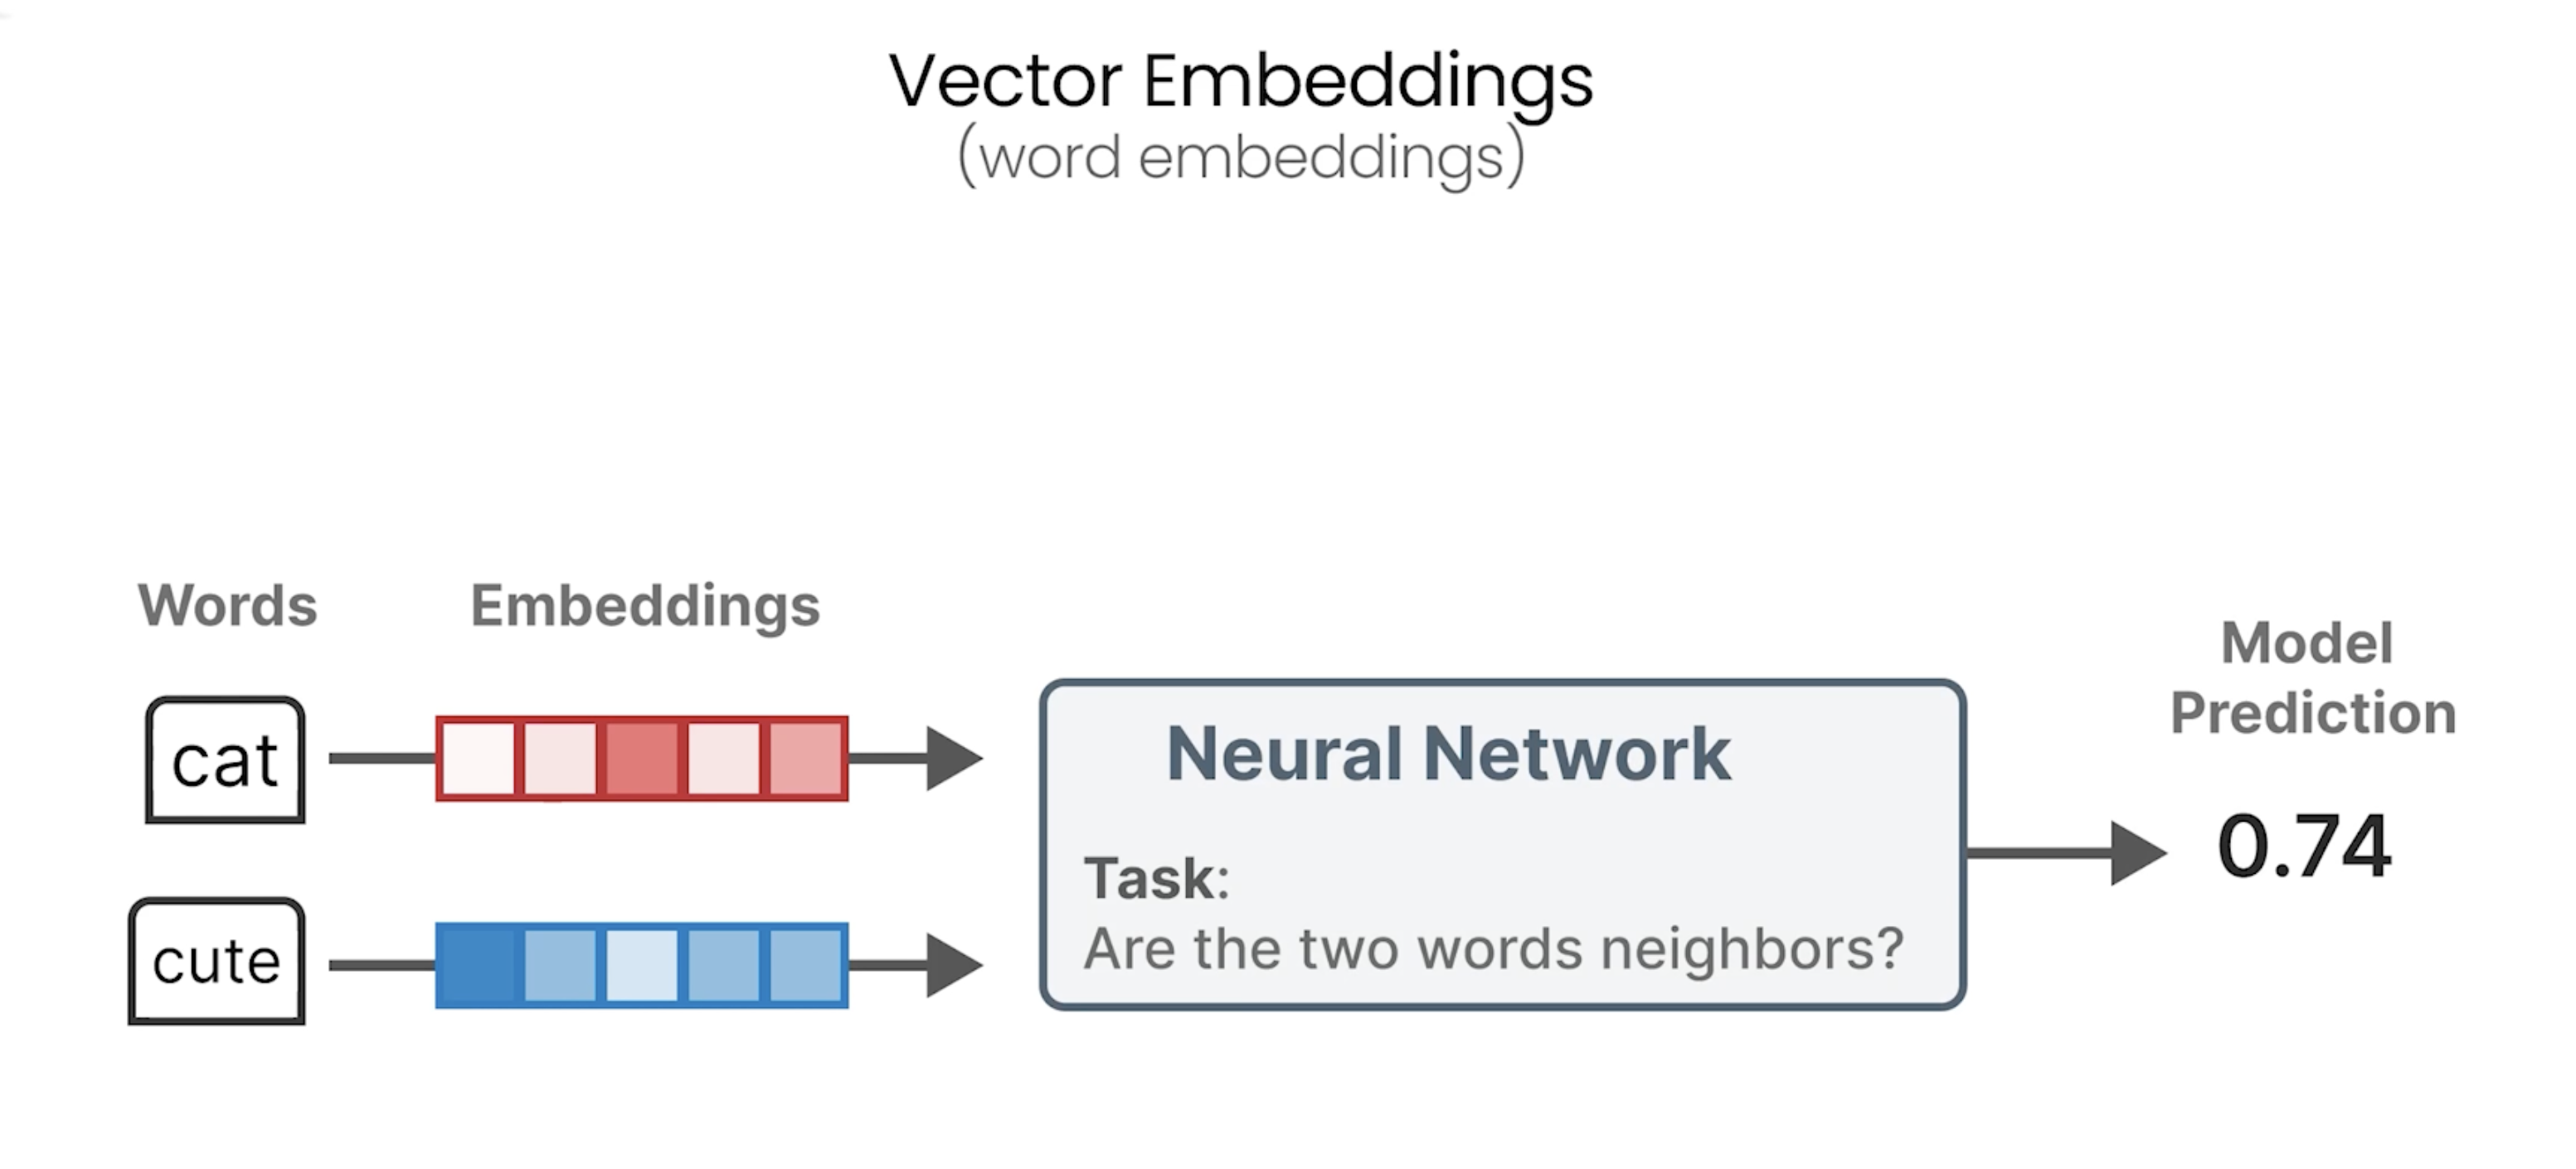 Vector Embeddings
(word embeddings)
Words
Embeddings
cat
cute
Neural Network
Task:
Are the two words neighbors?
Model
Prediction
0.74